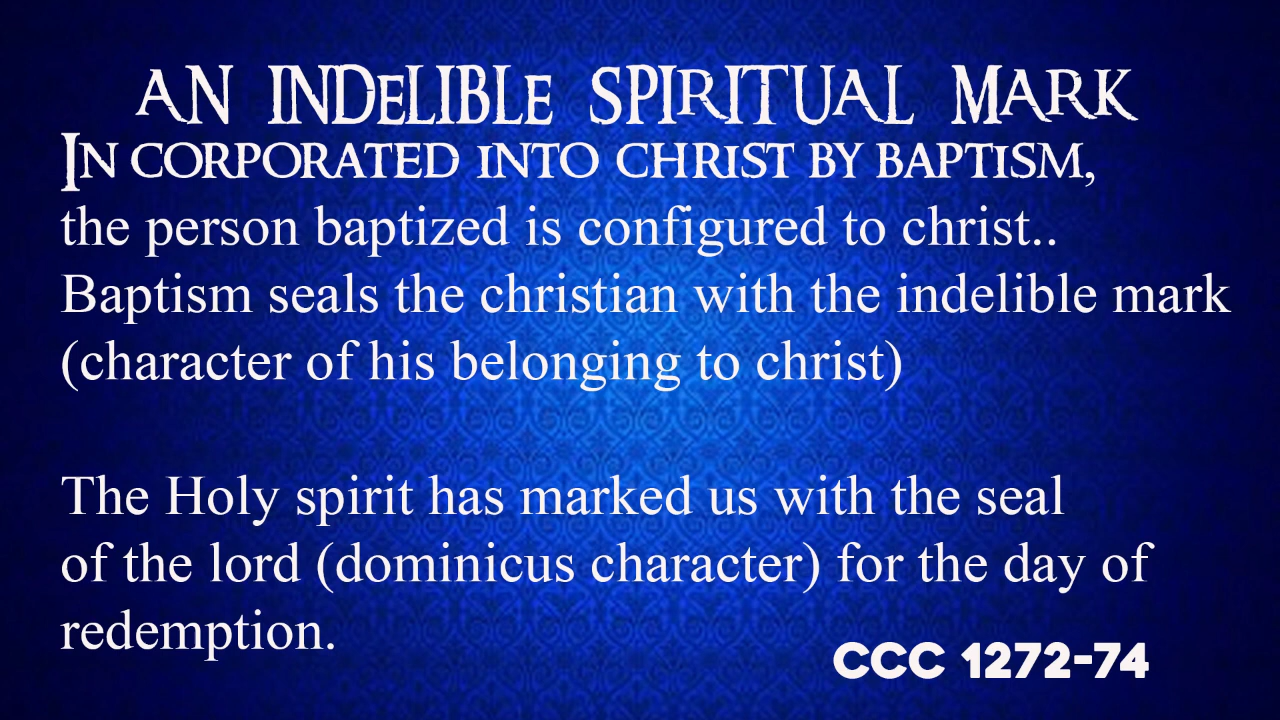 AN INDELIBLE SPIRITUAL MARK
IN CORPORATED INTO CHRIST BY BAPTISM,
the person baptized is configured to christ..
Baptism seals the christian with the indelible mark
(character of his belonging to christ)
The Holy spirit has marked us with the seal
of the lord (dominicus character) for the day of
redemption.
CCC 1272-74